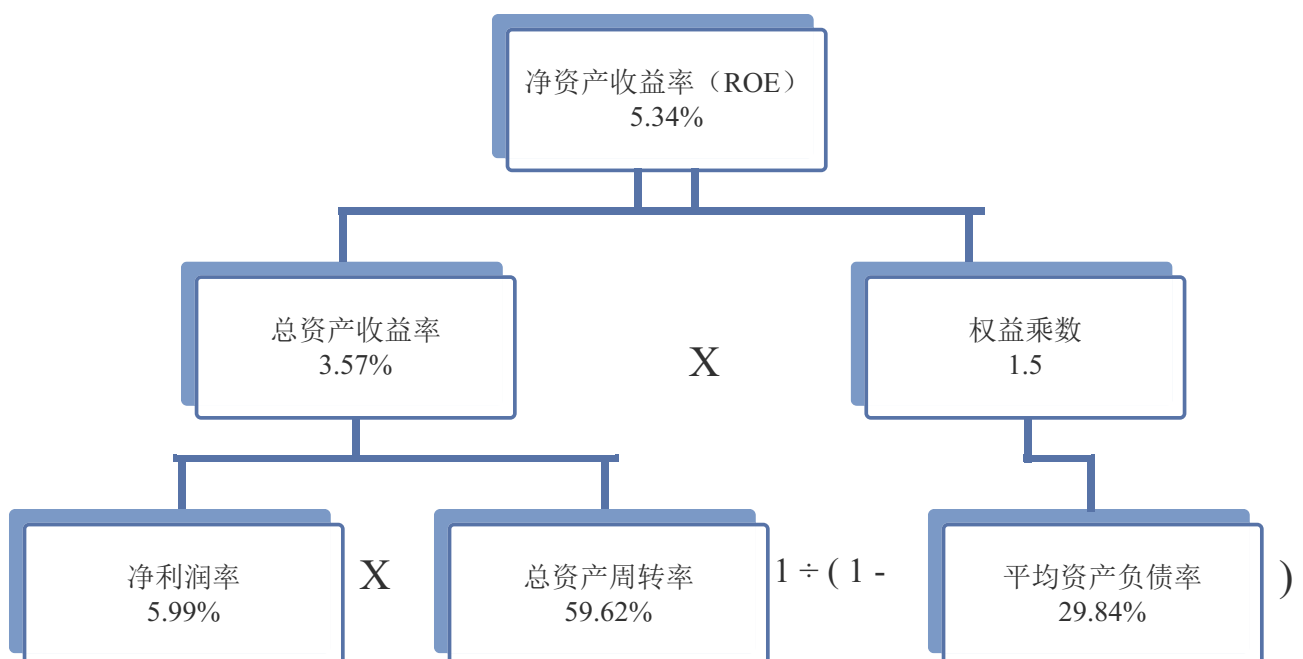 净资产收益率（ROE）
5.34%
总资产收益率
3.57%
X
权益乘数
1.5
净利润率
5.99%
X
总资产周转率
59.62%
1 ÷ ( 1 -
平均资产负债率
29.84%
)